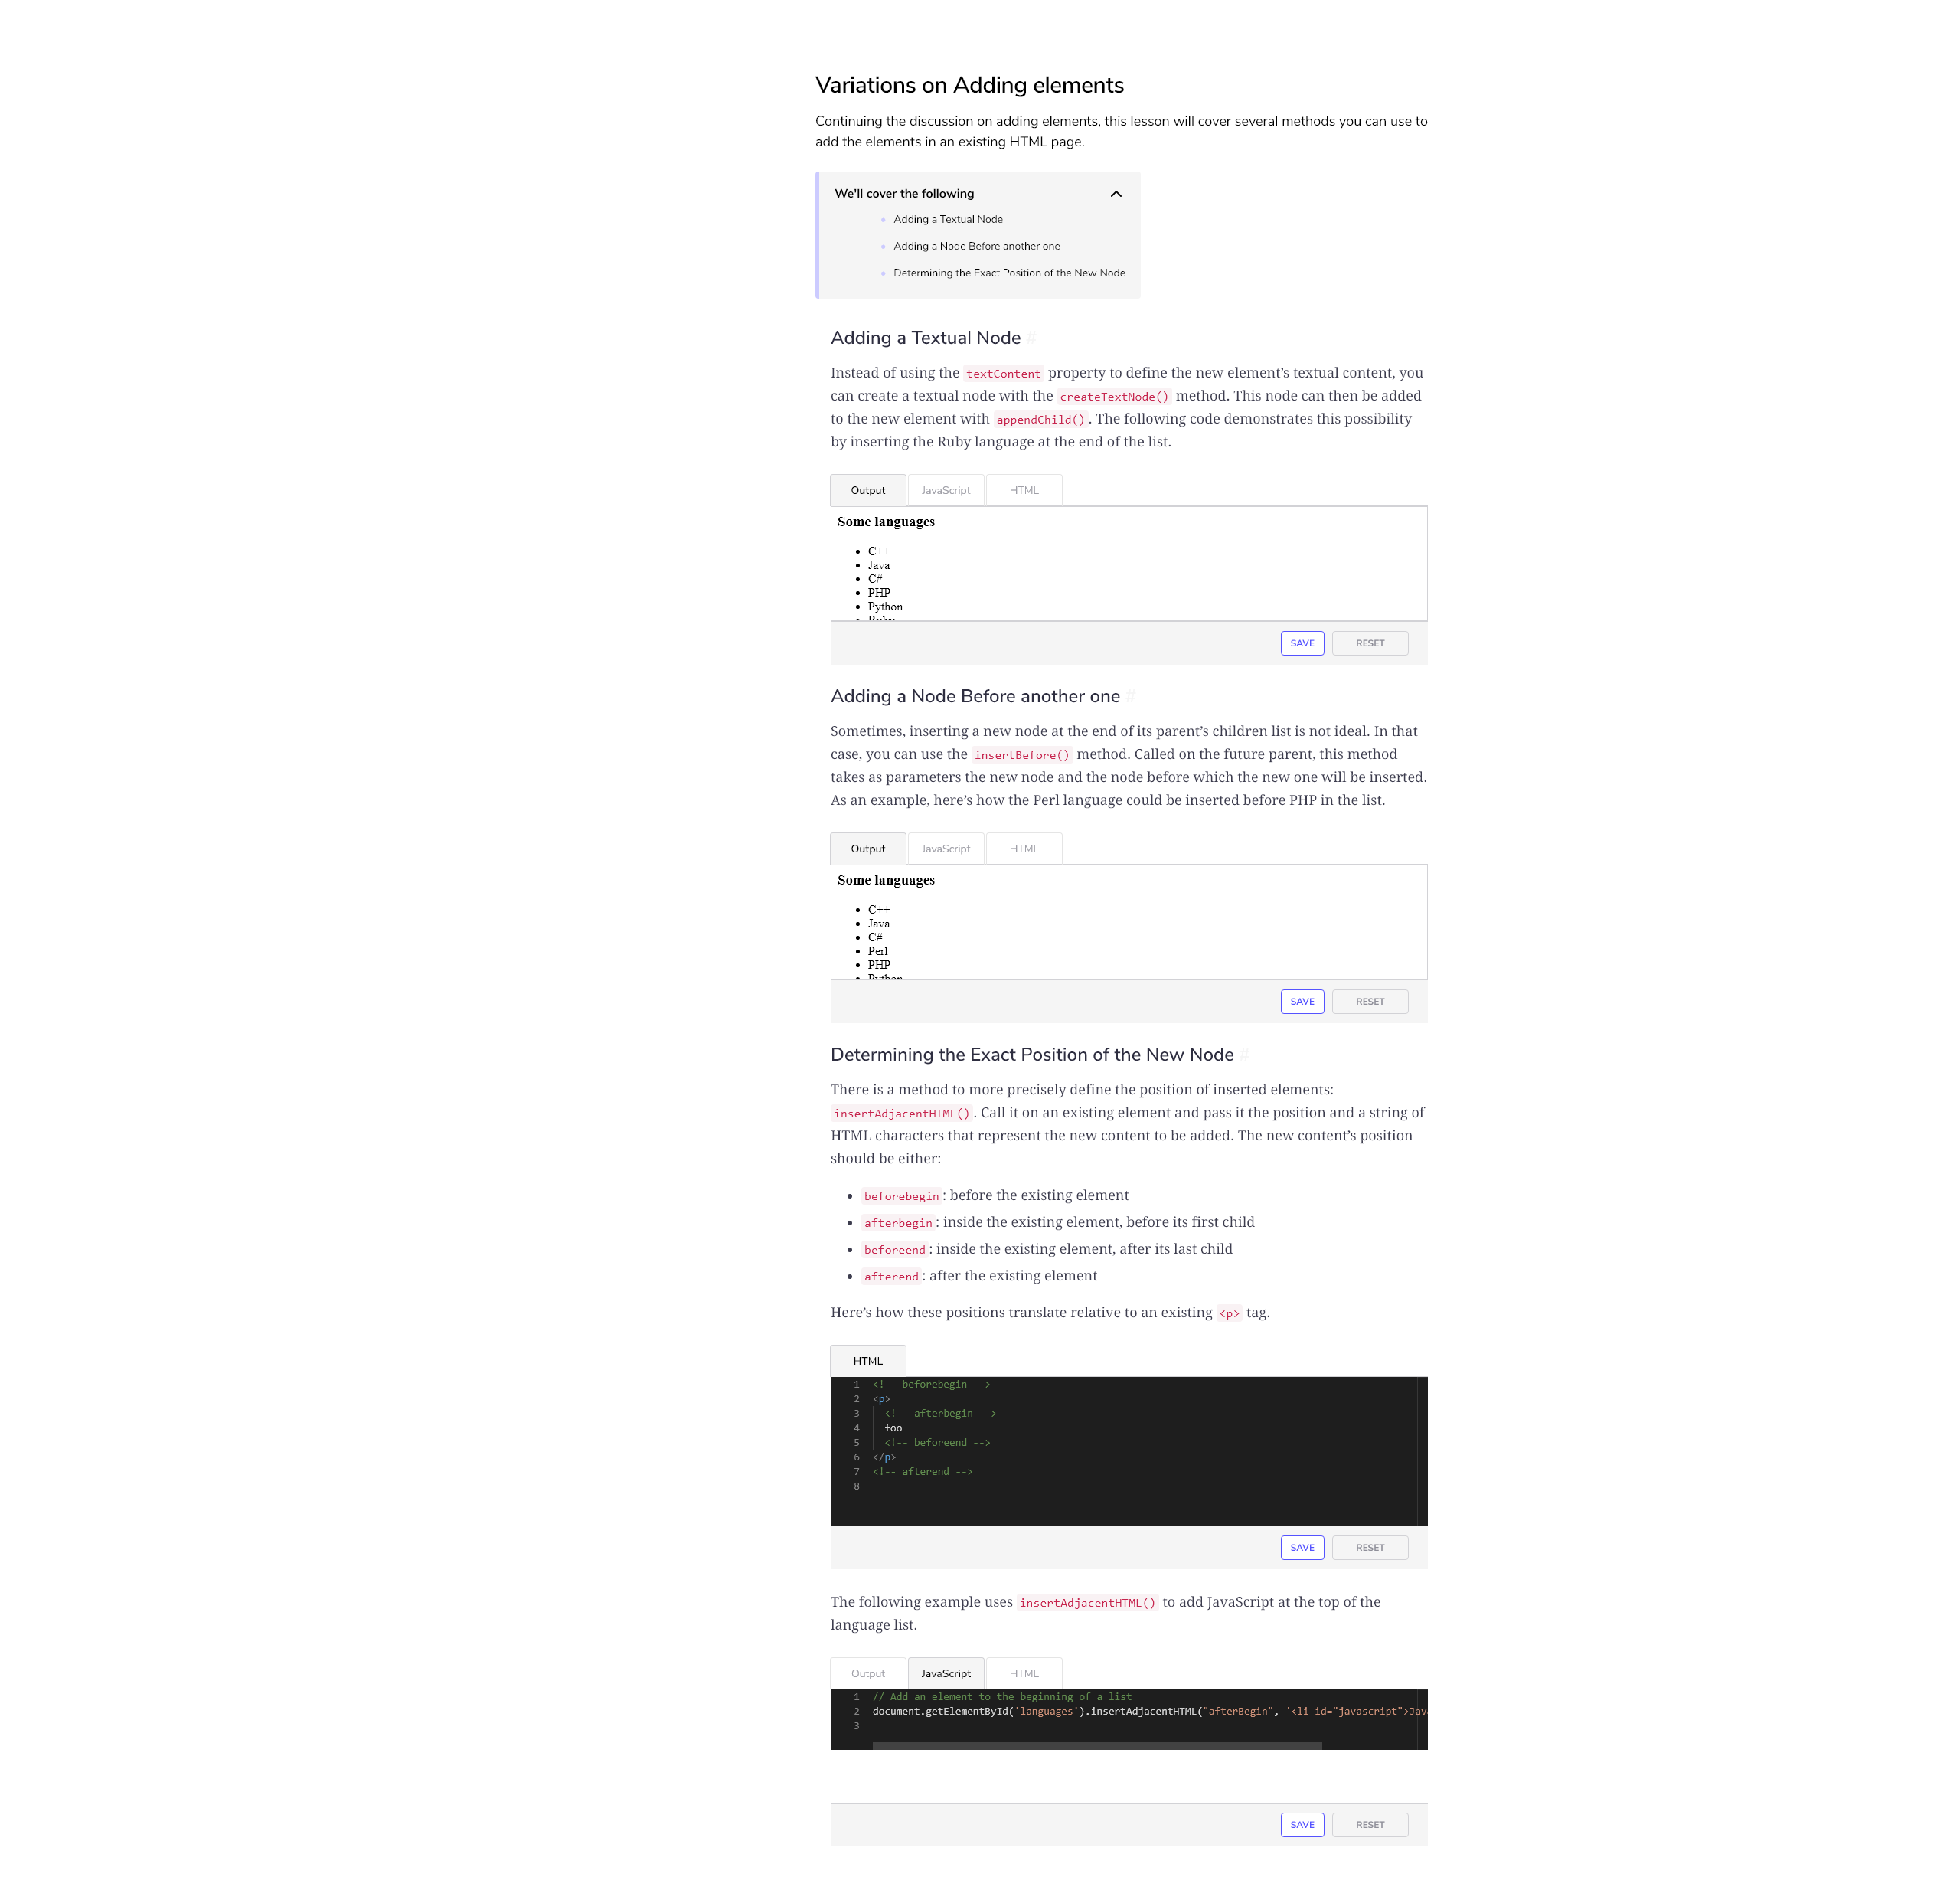 Variations on Adding elements
Continuing the discussion on adding elements, this lesson will cover several methods you can use to
add the elements in an existing HTML page.
We'll cover the following
Adding a Textual Node
Adding a Node Before another one
Determining the Exact Position of the New Node
Adding a Textual Node #
Instead of using the textContent property to define the new element’s textual content, you
can create a textual node with the createTextNode() method. This node can then be added
to the new element with appendChild(). The following code demonstrates this possibility
by inserting the Ruby language at the end of the list.
Output JavaScript HTML
Some languages
C++
Java
C#
PHP
Python
Ruby
SAVE RESET
Adding a Node Before another one #
Sometimes, inserting a new node at the end of its parent’s children list is not ideal. In that
case, you can use the insertBefore() method. Called on the future parent, this method
takes as parameters the new node and the node before which the new one will be inserted.
As an example, here’s how the Perl language could be inserted before PHP in the list.
Output JavaScript HTML
Some languages
C++
Java
C#
Perl
PHP
Python
SAVE RESET
Determining the Exact Position of the New Node #
There is a method to more precisely define the position of inserted elements:
insertAdjacentHTML(). Call it on an existing element and pass it the position and a string of
HTML characters that represent the new content to be added. The new content’s position
should be either:
beforebegin: before the existing element
afterbegin: inside the existing element, before its first child
beforeend: inside the existing element, after its last child
afterend: after the existing element
Here’s how these positions translate relative to an existing <p> tag.
HTML
1 <!-- beforebegin -->
2 <p>
3 <!-- afterbegin -->
4 foo
5 <!-- beforeend -->
6 </p>
7 <!-- afterend -->
8
SAVE RESET
The following example uses insertAdjacentHTML() to add JavaScript at the top of the
language list.
Output JavaScript HTML
1 // Add an element to the beginning of a list
2 document.getElementById('languages').insertAdjacentHTML("afterBegin", '<li id="javascript">Jav
3
SAVE RESET